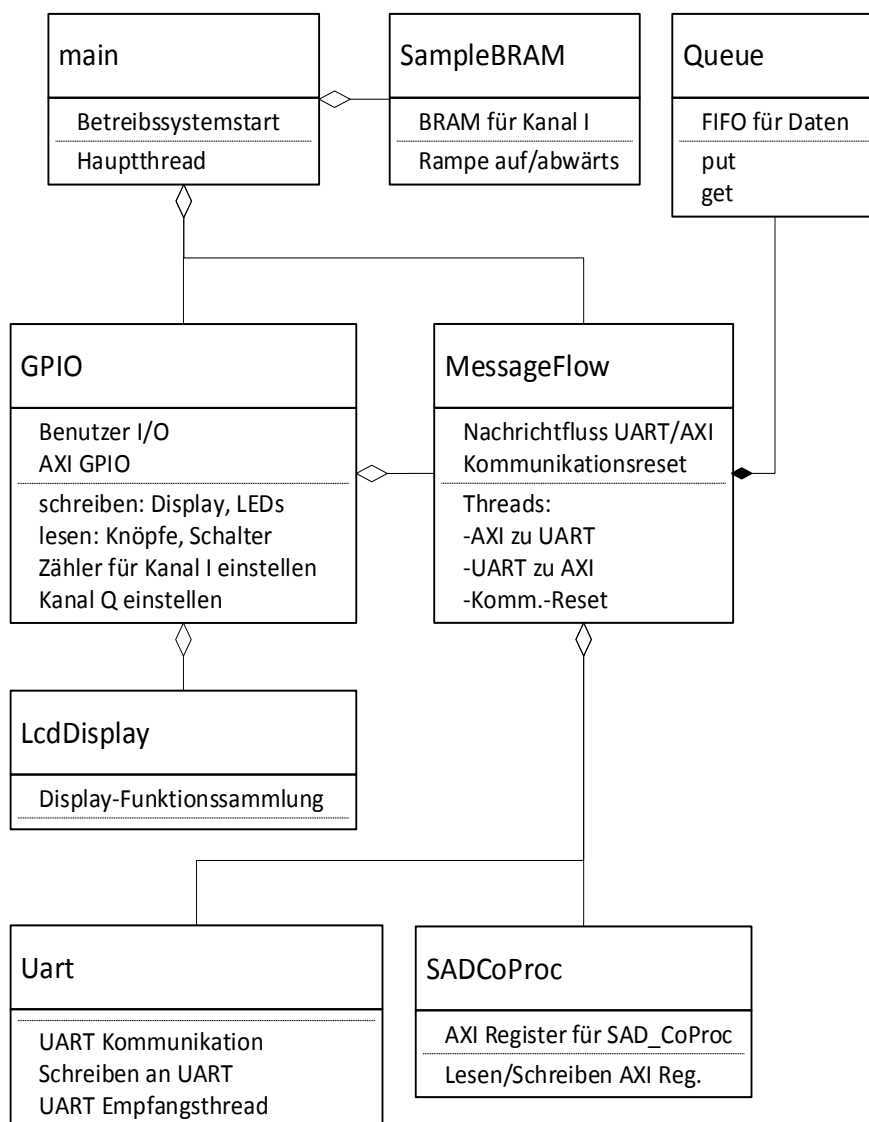 main
Betreibssystemstart
Hauptthread
SampleBRAM
BRAM für Kanal I
Rampe auf/abwärts
Queue
FIFO für Daten
put
get
GPIO
Benutzer I/O
AXI GPIO
schreiben: Display, LEDs
lesen: Knöpfe, Schalter
Zähler für Kanal I einstellen
Kanal Q einstellen
MessageFlow
Nachrichtfluss UART/AXI
Kommunikationsreset
Threads:
-AXI zu UART
-UART zu AXI
-Komm.-Reset
LcdDisplay
Display-Funktionssammlung
Uart
UART Kommunikation
Schreiben an UART
UART Empfangsthread
SADCoProc
AXI Register für SAD_CoProc
Lesen/Schreiben AXI Reg.